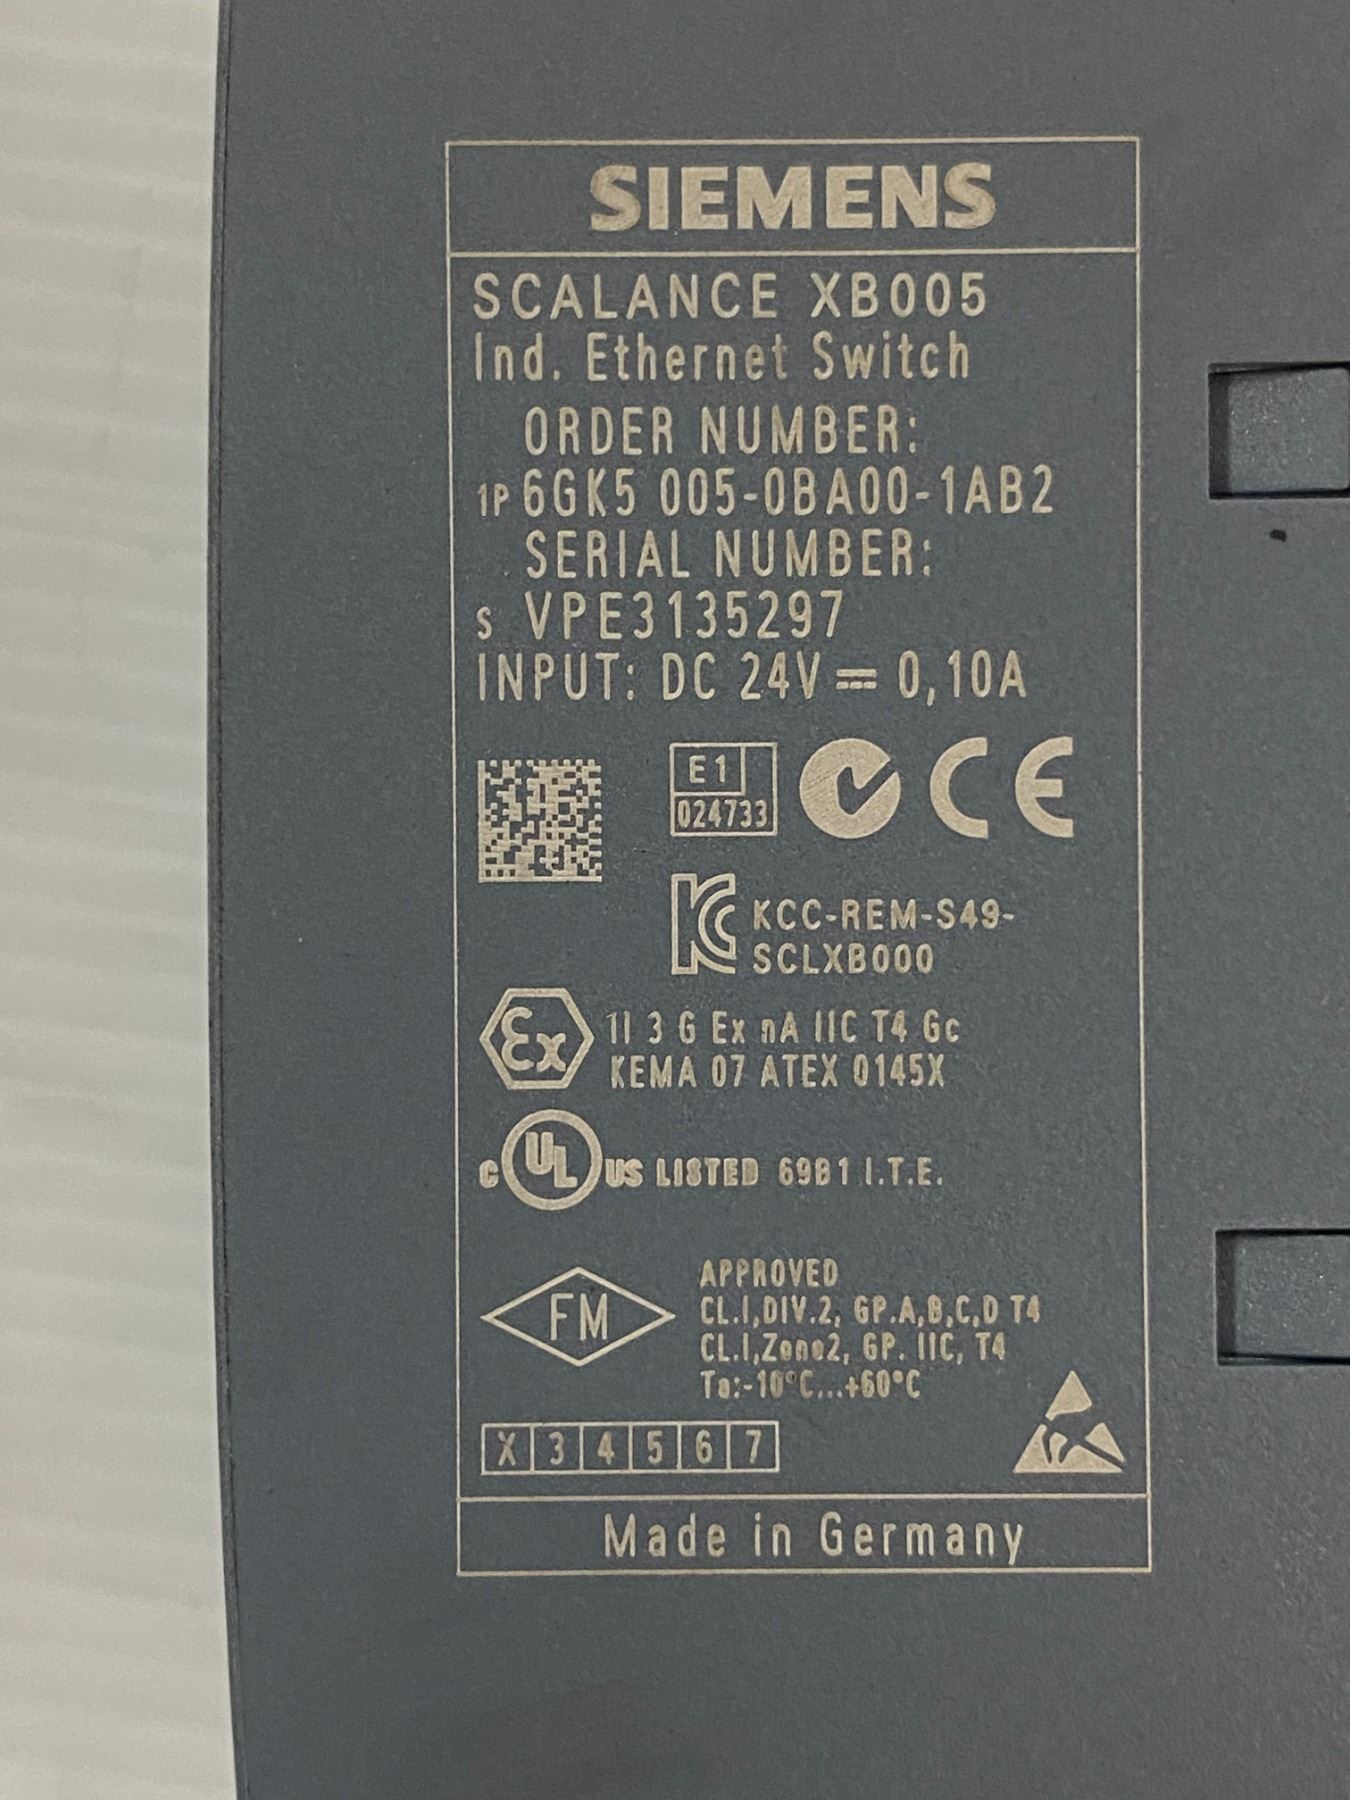 SIEMENS
SCALANCE XB005
Ind. Ethernet Switch
ORDER NUMBER:
1P 6GK5 005-0BA00-1AB2
SERIAL NUMBER:
S VPE3135297
INPUT: DC 24V ⎓ 0,10A
E1
024733
CE
KCC-REM-S49-
SCLXB000
Ex II 3 G Ex nA IIC T4 Gc
KEMA 07 ATEX 0145X
C UL US LISTED 69B1 I.T.E.
FM
APPROVED
CL.I,DIV.2, GP.A,B,C,D T4
CL.I,Zone2, GP. IIC, T4
Ta:-10°C...+60°C
X 3 4 5 6 7
Made in Germany